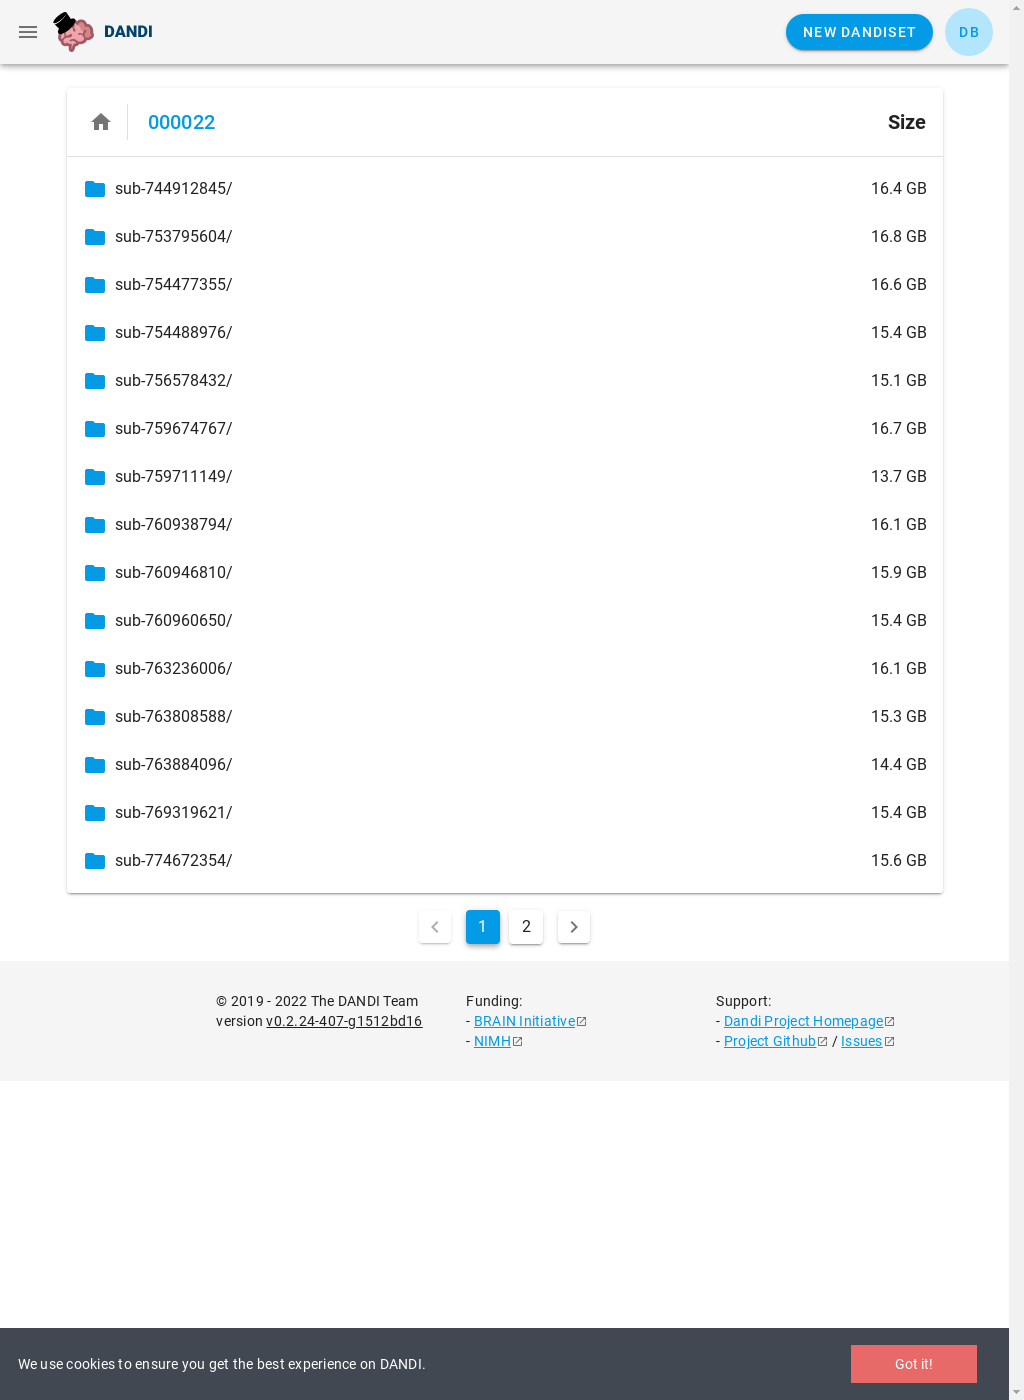 DANDI
NEW DANDISET
DB
000022
Size
sub-744912845/ 16.4 GB
sub-753795604/ 16.8 GB
sub-754477355/ 16.6 GB
sub-754488976/ 15.4 GB
sub-756578432/ 15.1 GB
sub-759674767/ 16.7 GB
sub-759711149/ 13.7 GB
sub-760938794/ 16.1 GB
sub-760946810/ 15.9 GB
sub-760960650/ 15.4 GB
sub-763236006/ 16.1 GB
sub-763808588/ 15.3 GB
sub-763884096/ 14.4 GB
sub-769319621/ 15.4 GB
sub-774672354/ 15.6 GB
1 2
© 2019 - 2022 The DANDI Team
version v0.2.24-407-g1512bd16
Funding:
- BRAIN Initiative
- NIMH
Support:
- Dandi Project Homepage
- Project Github / Issues
We use cookies to ensure you get the best experience on DANDI.
Got it!